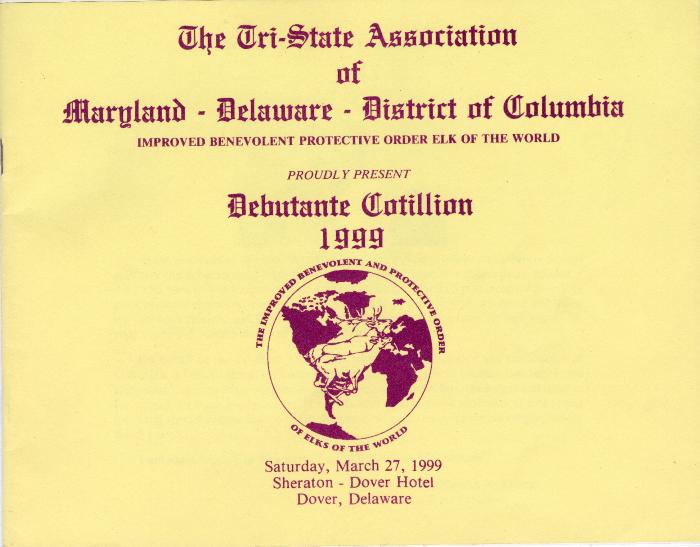 The Tri-State Association
of
Maryland - Delaware - District of Columbia
IMPROVED BENEVOLENT PROTECTIVE ORDER ELK OF THE WORLD
PROUDLY PRESENT
Debutante Cotillion
1999
THE IMPROVED BENEVOLENT AND PROTECTIVE ORDER
OF ELKS OF THE WORLD
Saturday, March 27, 1999
Sheraton - Dover Hotel
Dover, Delaware